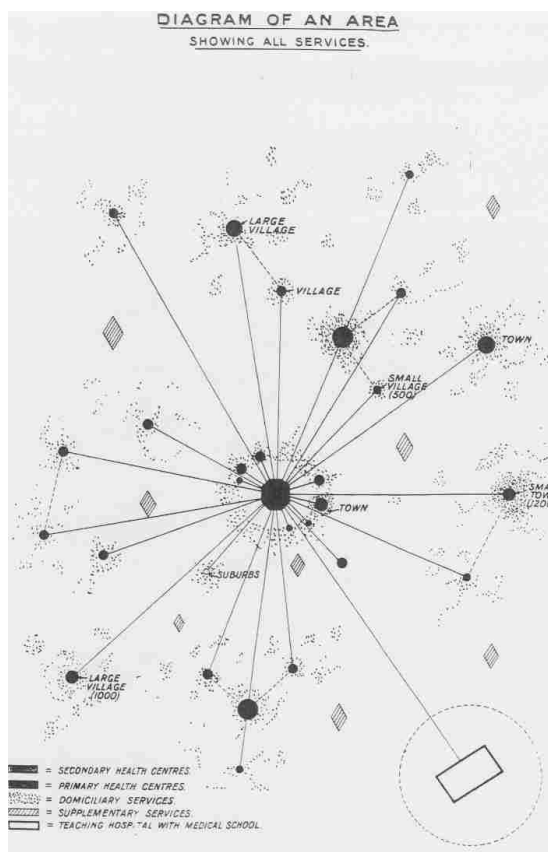 DIAGRAM OF AN AREA
SHOWING ALL SERVICES.
LARGE
VILLAGE
VILLAGE
TOWN
SMALL
VILLAGE
(500)
TOWN
SUBURBS
LARGE
VILLAGE
(1000)
= SECONDARY HEALTH CENTRES.
= PRIMARY HEALTH CENTRES.
= DOMICILIARY SERVICES.
= SUPPLEMENTARY SERVICES.
= TEACHING HOSPITAL WITH MEDICAL SCHOOL.